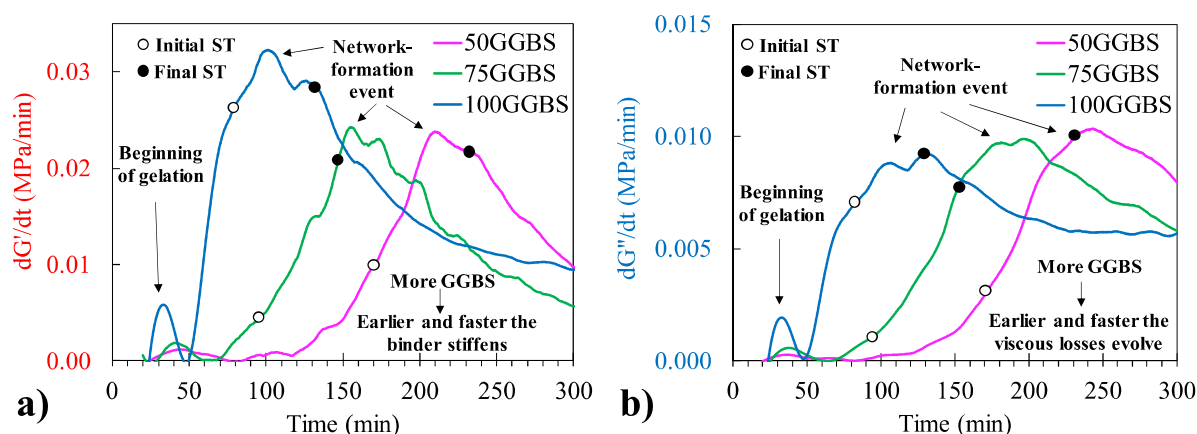 Initial ST
Final ST
Network-
formation
event
50GGBS
75GGBS
100GGBS
Beginning
of gelation
More GGBS
Earlier and faster the
binder stiffens
dG'/dt (MPa/min)
0.03
0.02
0.01
0.00
0
50
100
150
200
250
300
Time (min)
a)
Initial ST
Final ST
Network-
formation event
50GGBS
75GGBS
100GGBS
Beginning
of gelation
More GGBS
Earlier and faster the
viscous losses evolve
dG"/dt (MPa/min)
0.015
0.010
0.005
0.000
0
50
100
150
200
250
300
Time (min)
b)